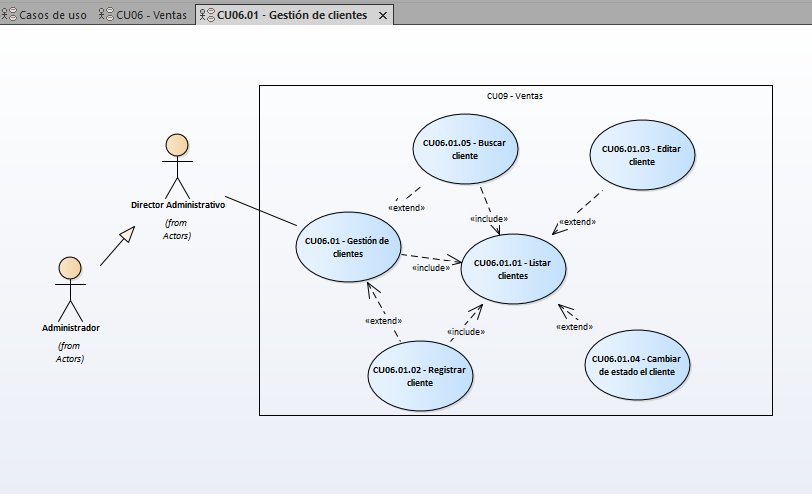 Casos de uso
CU06 - Ventas
CU06.01 - Gestión de clientes
CU09 - Ventas
CU06.01.05 - Buscar
cliente
CU06.01.03 - Editar
cliente
Director Administrativo
(from
Actors)
«extend»
«include»
«extend»
CU06.01 - Gestión de
clientes
«include»
CU06.01.01 - Listar
clientes
Administrador
(from
Actors)
«extend»
«include»
«extend»
CU06.01.02 - Registrar
cliente
CU06.01.04 - Cambiar
de estado el cliente